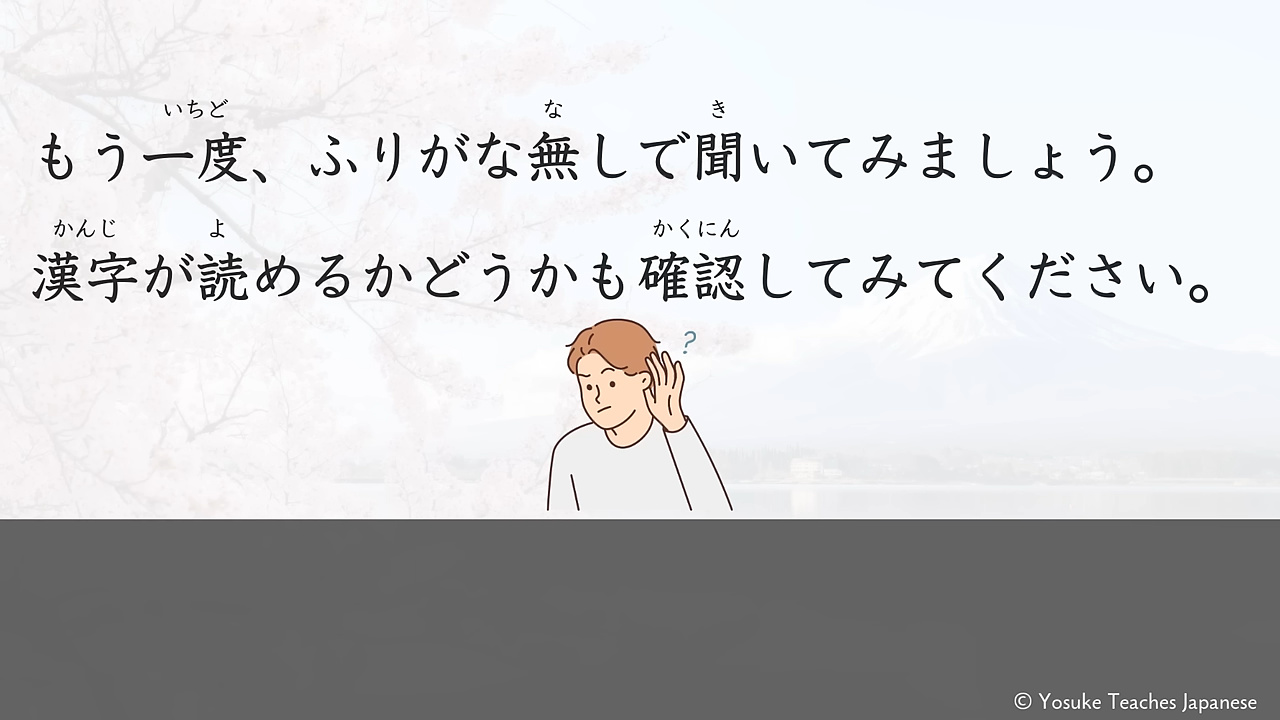 いちど な き
もう一度、ふりがな無しで聞いてみましょう。
かんじ よ かくにん
漢字が読めるかどうかも確認してみてください。
?
© Yosuke Teaches Japanese